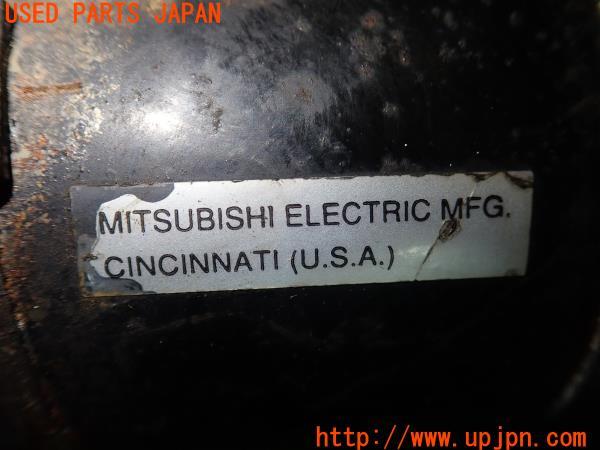 USED PARTS JAPAN
MITSUBISHI ELECTRIC MFG.
CINCINNATI (U.S.A.)
http://www.upjpn.com